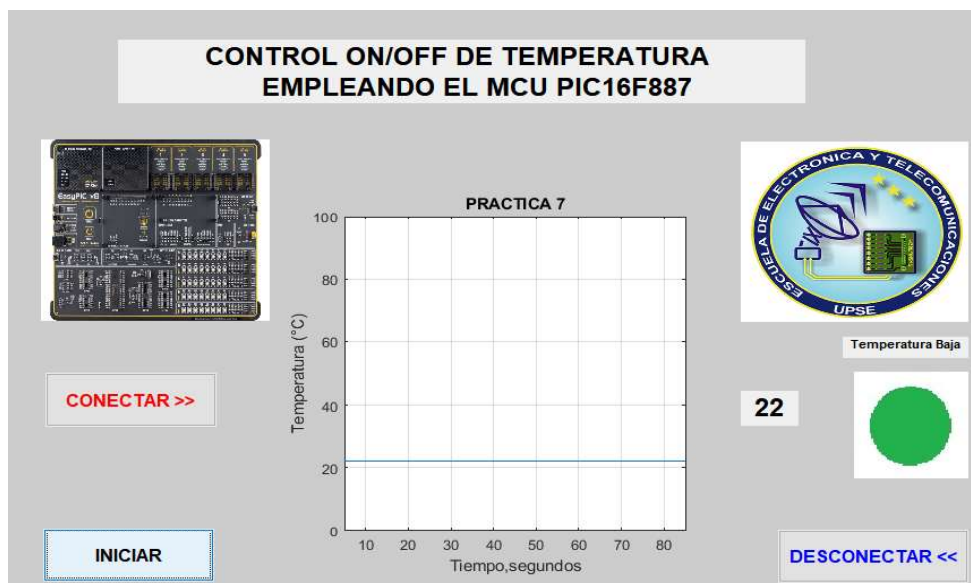 CONTROL ON/OFF DE TEMPERATURA
EMPLEANDO EL MCU PIC16F887
EasyPIC v8
PRACTICA 7
100
80
60
40
20
0
Temperatura (°C)
10 20 30 40 50 60 70 80
Tiempo,segundos
ESCUELA DE ELECTRONICA Y TELECOMUNICACIONES
UPSE
Temperatura Baja
CONECTAR >>
22
INICIAR
DESCONECTAR <<